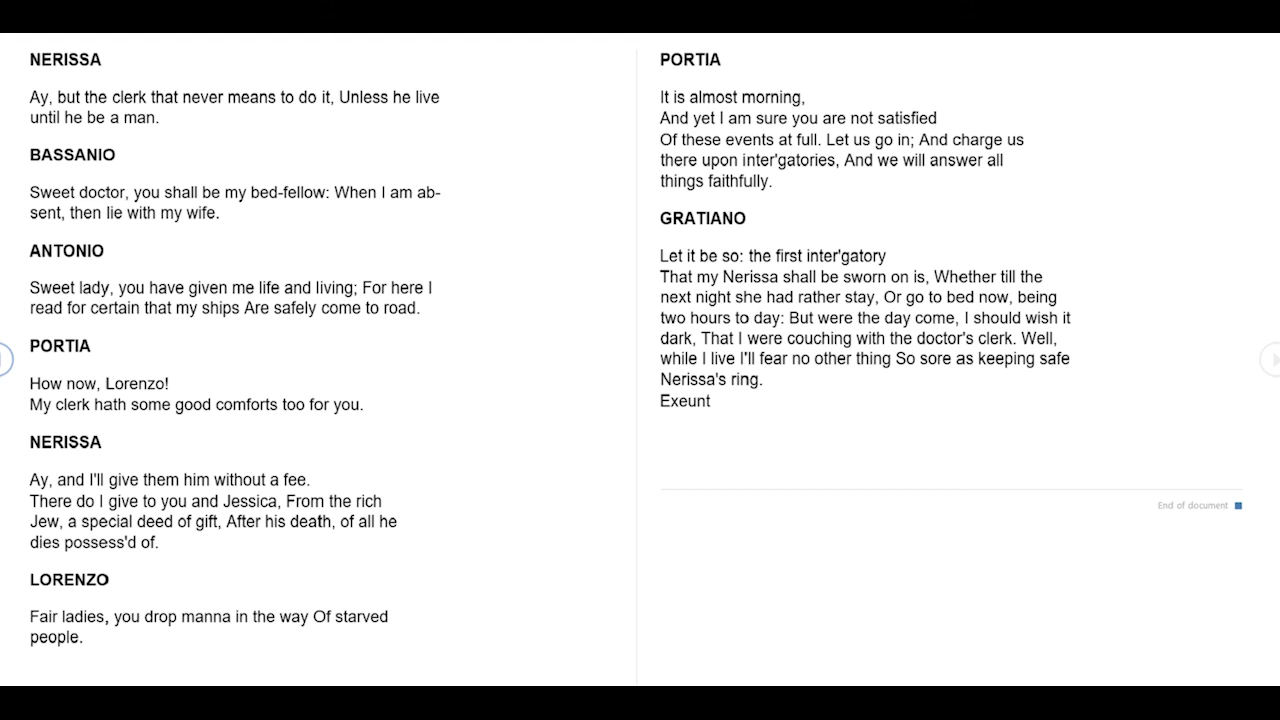 NERISSA
Ay, but the clerk that never means to do it, Unless he live
until he be a man.
BASSANIO
Sweet doctor, you shall be my bed-fellow: When I am ab-
sent, then lie with my wife.
ANTONIO
Sweet lady, you have given me life and living; For here I
read for certain that my ships Are safely come to road.
PORTIA
How now, Lorenzo!
My clerk hath some good comforts too for you.
NERISSA
Ay, and I'll give them him without a fee.
There do I give to you and Jessica, From the rich
Jew, a special deed of gift, After his death, of all he
dies possess'd of.
LORENZO
Fair ladies, you drop manna in the way Of starved
people.
PORTIA
It is almost morning,
And yet I am sure you are not satisfied
Of these events at full. Let us go in; And charge us
there upon inter'gatories, And we will answer all
things faithfully.
GRATIANO
Let it be so: the first inter'gatory
That my Nerissa shall be sworn on is, Whether till the
next night she had rather stay, Or go to bed now, being
two hours to day: But were the day come, I should wish it
dark, That I were couching with the doctor's clerk. Well,
while I live I'll fear no other thing So sore as keeping safe
Nerissa's ring.
Exeunt
End of document